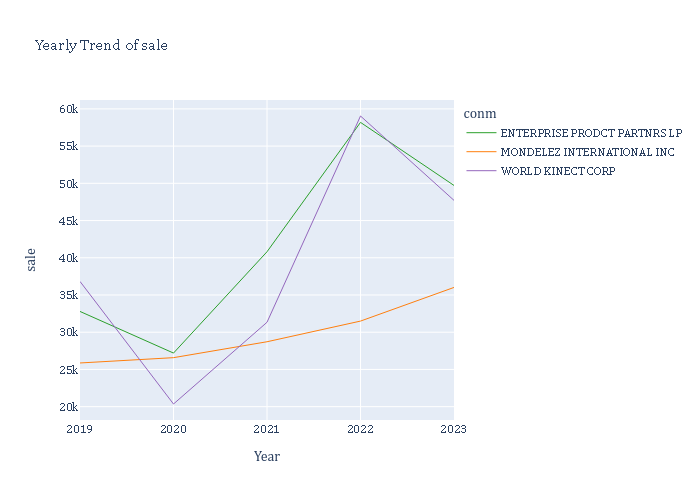 Yearly Trend of sale
60k
55k
50k
45k
40k
35k
30k
25k
20k
sale
2019 2020 2021 2022 2023
Year
conm
ENTERPRISE PRODCT PARTNRS LP
MONDELEZ INTERNATIONAL INC
WORLD KINECT CORP